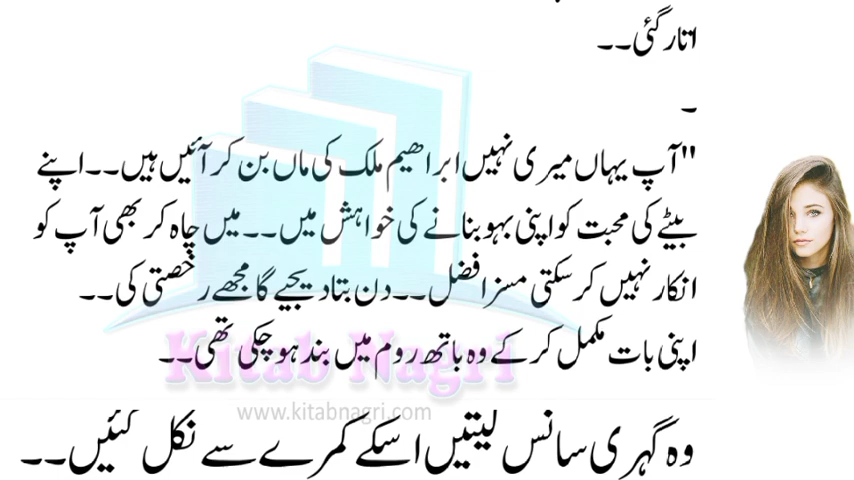 اتار گئی۔۔
۔
"آپ یہاں میری نہیں ابراھیم ملک کی ماں بن کر آئیں ہیں۔۔ اپنے
بیٹے کی محبت کو اپنی بہو بنانے کی خواہش میں۔۔ میں چاہ کر بھی آپ کو
انکار نہیں کر سکتی مسز افضل۔۔ دن بتا دیجیے گا مجھے رخصتی کی۔۔
اپنی بات مکمل کر کے وہ باتھ روم میں بند ہو چکی تھی۔۔
Kitab Nagri
www.kitabnagri.com
وہ گہری سانس لیتیں اسکے کمرے سے نکل گئیں۔۔